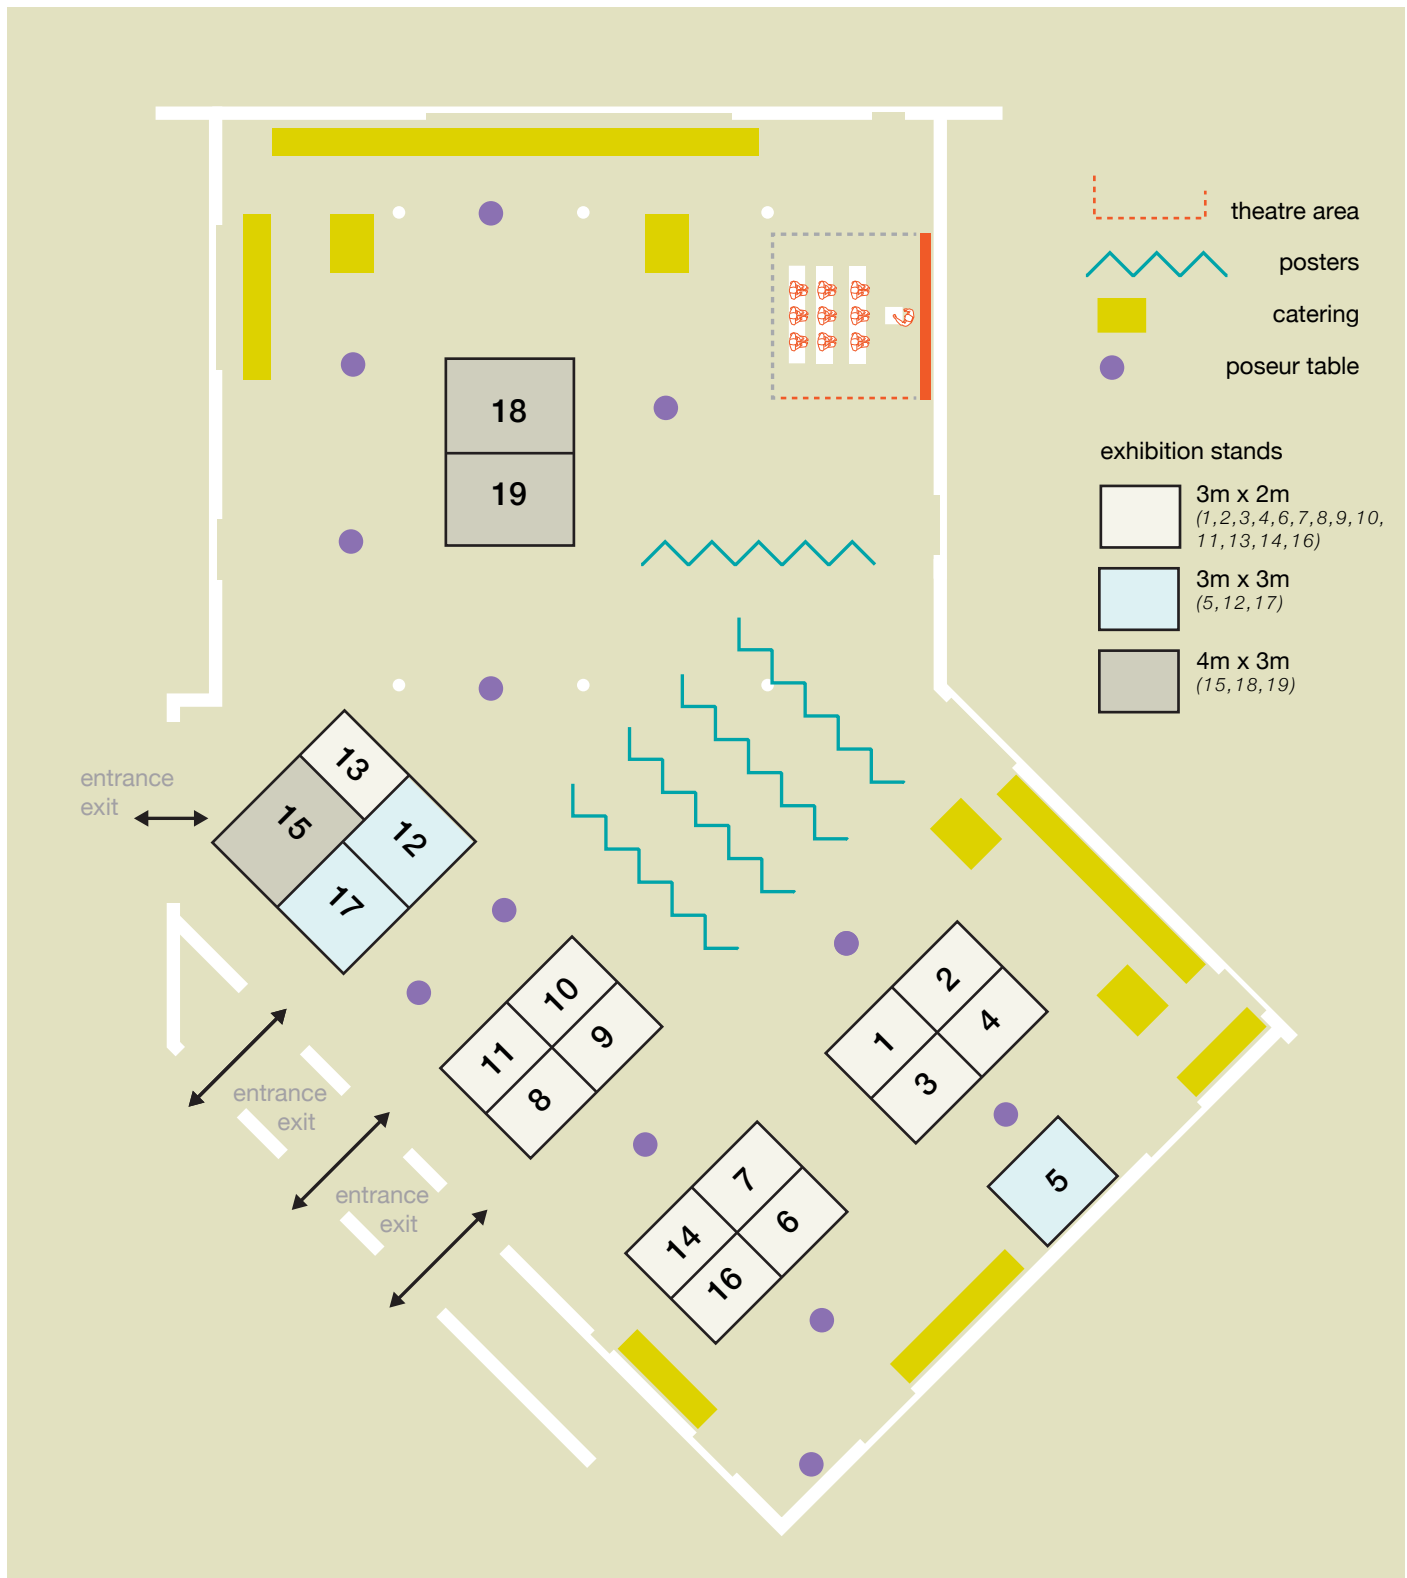 theatre area
posters
catering
poseur table
exhibition stands
3m x 2m
(1,2,3,4,6,7,8,9,10,
11,13,14,16)
3m x 3m
(5,12,17)
4m x 3m
(15,18,19)
18
19
13
15
12
17
entrance
exit
10
11
9
8
2
1
4
3
entrance
exit
5
7
14
6
16
entrance
exit